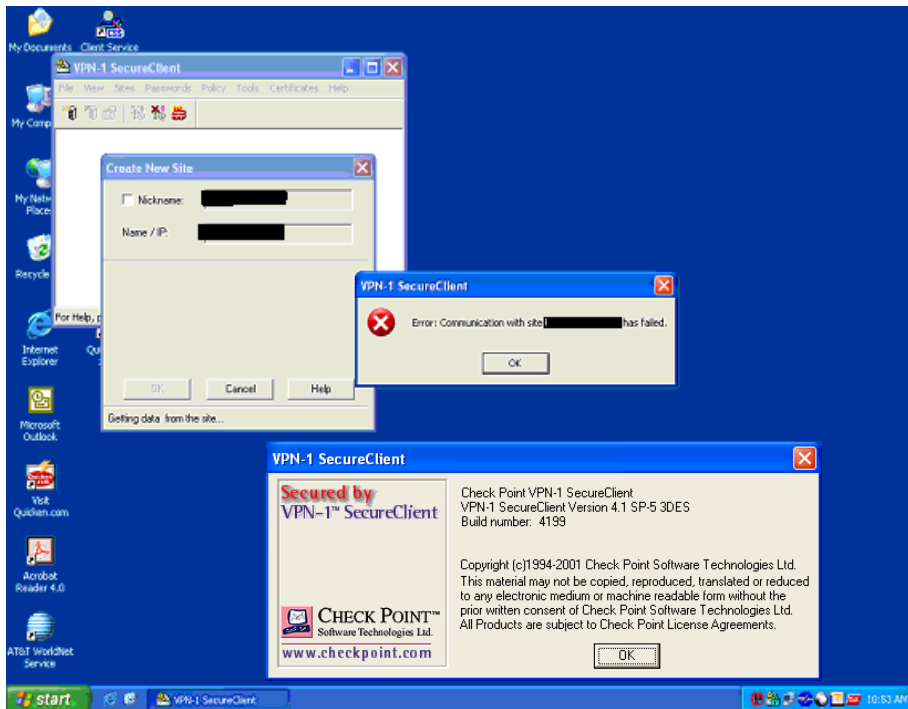 My Documents
Client Service
VPN-1 SecureClient
File View Sites Passwords Policy Tools Certificates Help
My Comp
Create New Site
Nickname:
My Netw
Places
Name / IP:
Recycle
VPN-1 SecureClient
Error: Communication with site has failed.
OK
For Help, p
Internet
Explorer
Qui
OK Cancel Help
Getting data from the site...
Microsoft
Outlook
VPN-1 SecureClient
Secured by
VPN-1™ SecureClient
Check Point VPN-1 SecureClient
VPN-1 SecureClient Version 4.1 SP-5 3DES
Build number: 4199
Visit
Quicken.com
Copyright (c)1994-2001 Check Point Software Technologies Ltd.
This material may not be copied, reproduced, translated or reduced
to any electronic medium or machine readable form without the
prior written consent of Check Point Software Technologies Ltd.
All Products are subject to Check Point License Agreements.
Acrobat
Reader 4.0
CHECK POINT™
Software Technologies Ltd.
www.checkpoint.com
OK
AT&T WorldNet
Service
start
VPN-1 SecureClient
10:53 AM